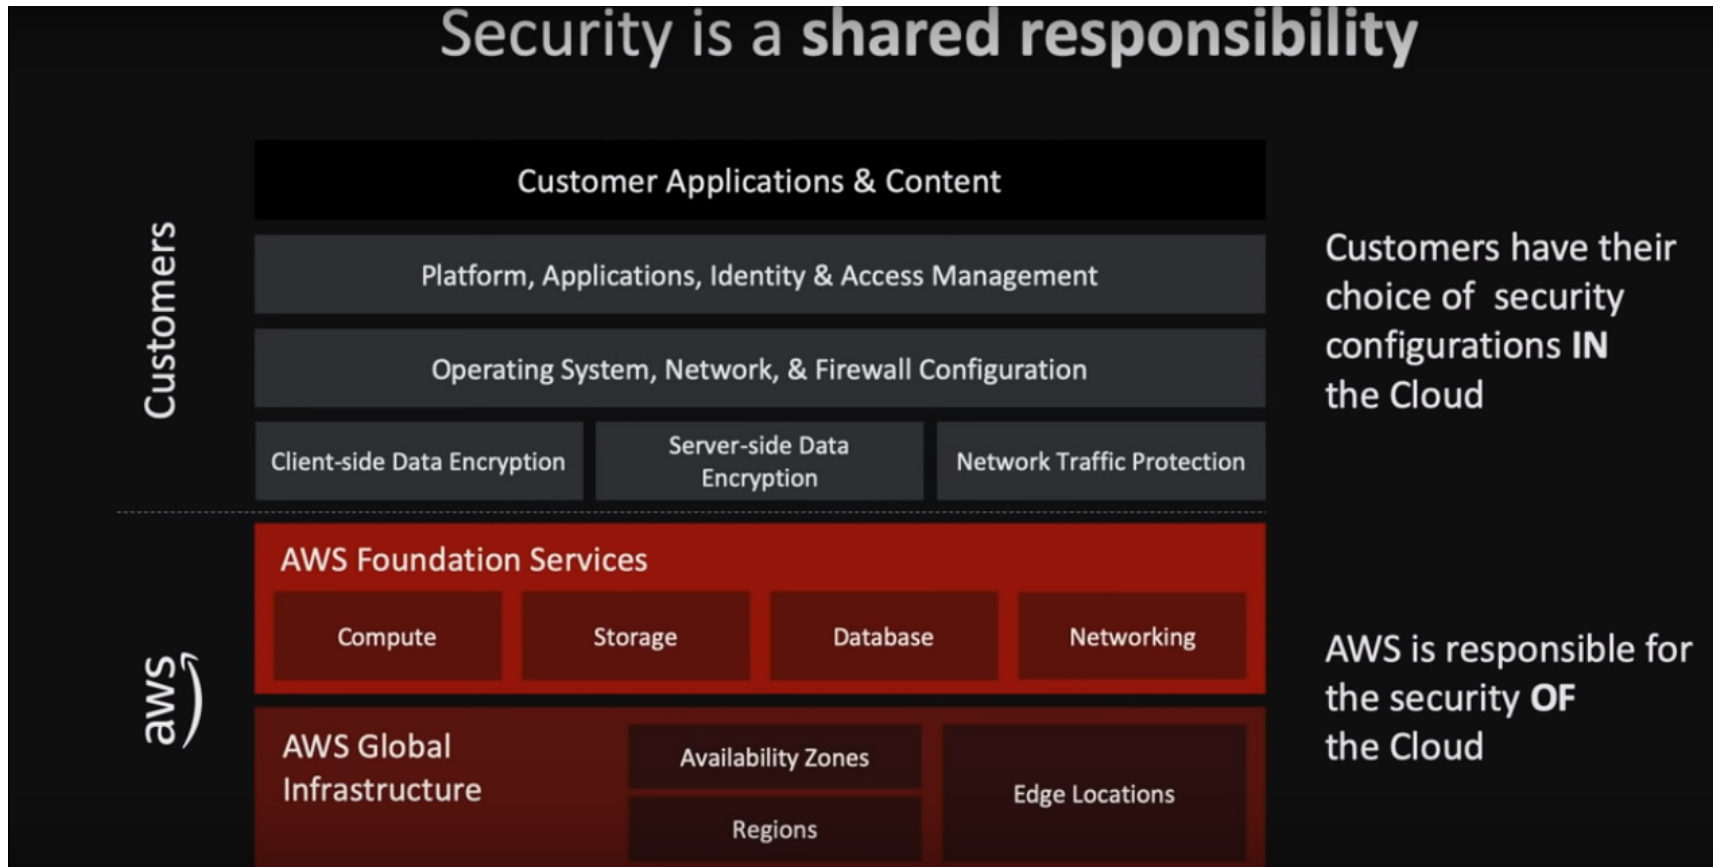 Security is a shared responsibility
Customers
Customer Applications & Content
Platform, Applications, Identity & Access Management
Operating System, Network, & Firewall Configuration
Client-side Data Encryption
Server-side Data
Encryption
Network Traffic Protection
Customers have their
choice of security
configurations IN
the Cloud
aws
AWS Foundation Services
Compute
Storage
Database
Networking
AWS Global
Infrastructure
Availability Zones
Regions
Edge Locations
AWS is responsible for
the security OF
the Cloud